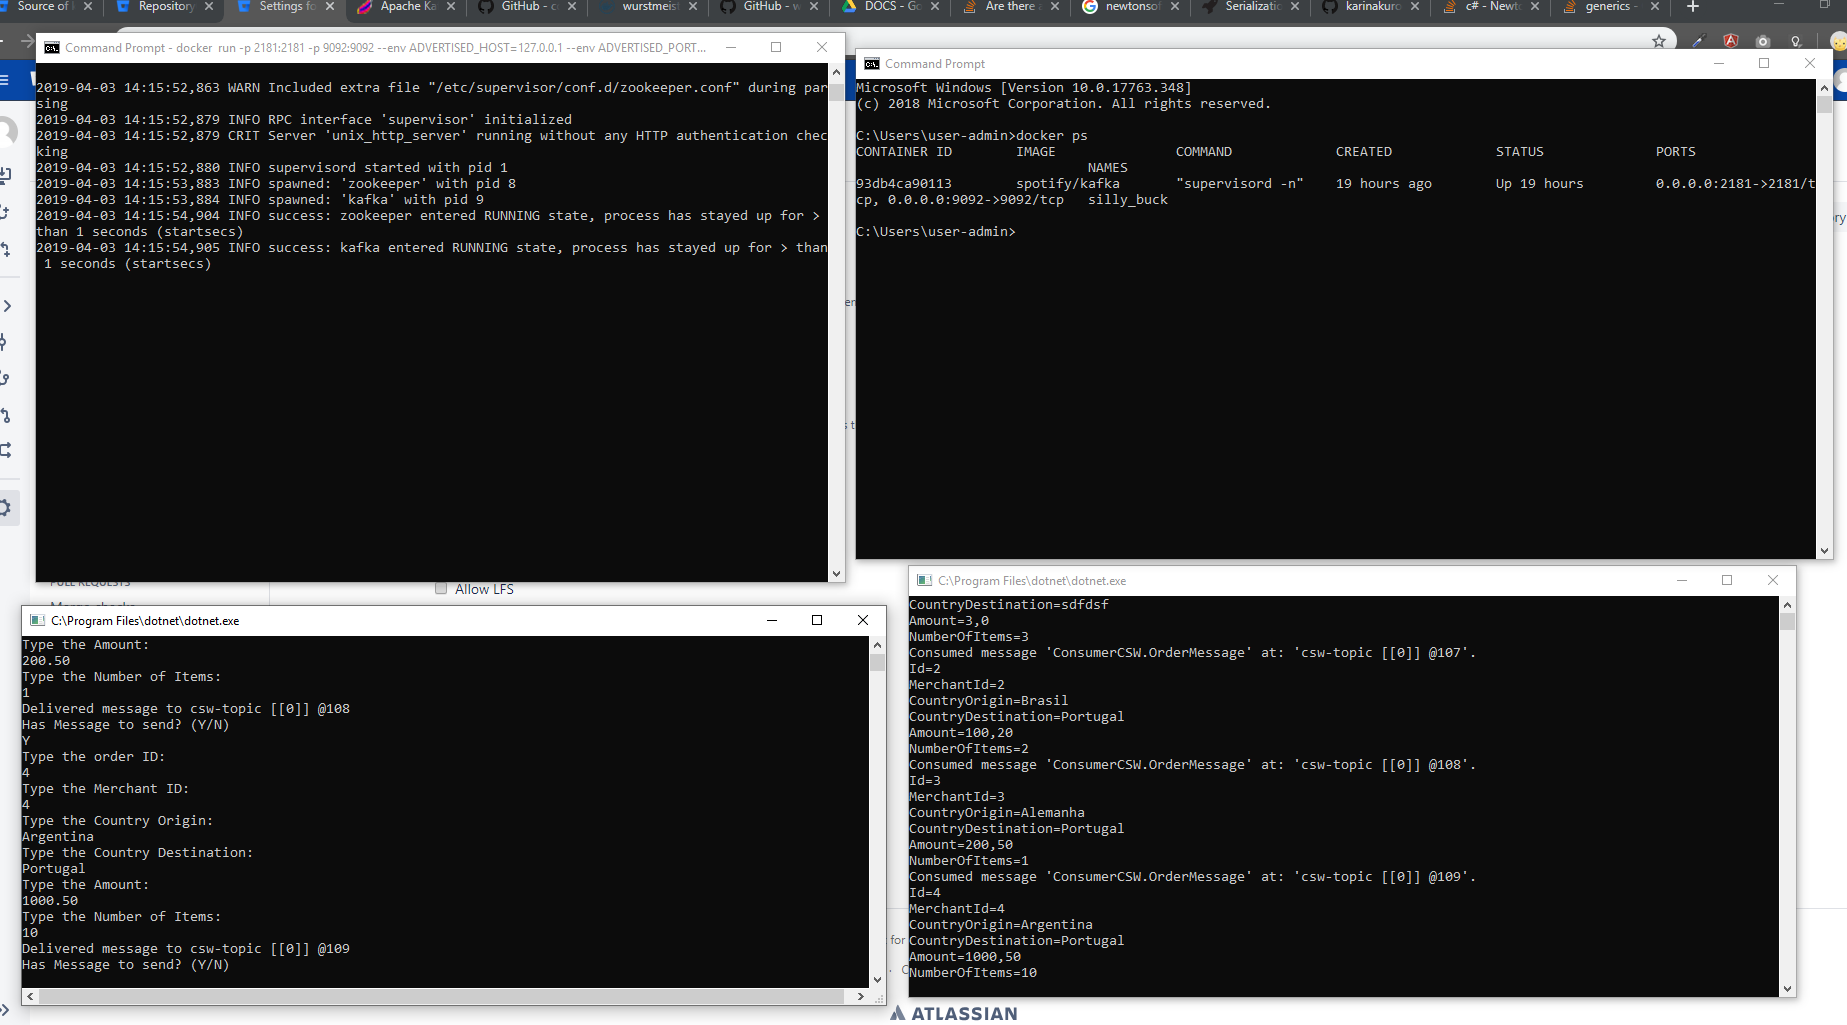 Source of
Repository
Settings fo
Apache Ka
GitHub - c
wurstmeist
GitHub - w
DOCS - Go
Are there
newtonsof
Serializatio
karinakuro
c# - Newt
generics -
Command Prompt - docker run -p 2181:2181 -p 9092:9092 --env ADVERTISED_HOST=127.0.0.1 --env ADVERTISED_PORT...
2019-04-03 14:15:52,863 WARN Included extra file "/etc/supervisor/conf.d/zookeeper.conf" during par
sing
2019-04-03 14:15:52,879 INFO RPC interface 'supervisor' initialized
2019-04-03 14:15:52,879 CRIT Server 'unix_http_server' running without any HTTP authentication chec
king
2019-04-03 14:15:52,880 INFO supervisord started with pid 1
2019-04-03 14:15:53,883 INFO spawned: 'zookeeper' with pid 8
2019-04-03 14:15:53,884 INFO spawned: 'kafka' with pid 9
2019-04-03 14:15:54,904 INFO success: zookeeper entered RUNNING state, process has stayed up for >
than 1 seconds (startsecs)
2019-04-03 14:15:54,905 INFO success: kafka entered RUNNING state, process has stayed up for > than
1 seconds (startsecs)
Command Prompt
Microsoft Windows [Version 10.0.17763.348]
(c) 2018 Microsoft Corporation. All rights reserved.
C:\Users\user-admin>docker ps
CONTAINER ID IMAGE COMMAND CREATED STATUS PORTS
NAMES
93db4ca90113 spotify/kafka "supervisord -n" 19 hours ago Up 19 hours 0.0.0.0:2181->2181/t
cp, 0.0.0.0:9092->9092/tcp silly_buck
C:\Users\user-admin>
PULL REQUESTS
Allow LFS
C:\Program Files\dotnet\dotnet.exe
Type the Amount:
200.50
Type the Number of Items:
1
Delivered message to csw-topic [[0]] @108
Has Message to send? (Y/N)
Y
Type the order ID:
4
Type the Merchant ID:
4
Type the Country Origin:
Argentina
Type the Country Destination:
Portugal
Type the Amount:
1000.50
Type the Number of Items:
10
Delivered message to csw-topic [[0]] @109
Has Message to send? (Y/N)
C:\Program Files\dotnet\dotnet.exe
CountryDestination=sdfdsf
Amount=3,0
NumberOfItems=3
Consumed message 'ConsumerCSW.OrderMessage' at: 'csw-topic [[0]] @107'.
Id=2
MerchantId=2
CountryOrigin=Brasil
CountryDestination=Portugal
Amount=100,20
NumberOfItems=2
Consumed message 'ConsumerCSW.OrderMessage' at: 'csw-topic [[0]] @108'.
Id=3
MerchantId=3
CountryOrigin=Alemanha
CountryDestination=Portugal
Amount=200,50
NumberOfItems=1
Consumed message 'ConsumerCSW.OrderMessage' at: 'csw-topic [[0]] @109'.
Id=4
MerchantId=4
CountryOrigin=Argentina
CountryDestination=Portugal
Amount=1000,50
NumberOfItems=10
for
ATLASSIAN